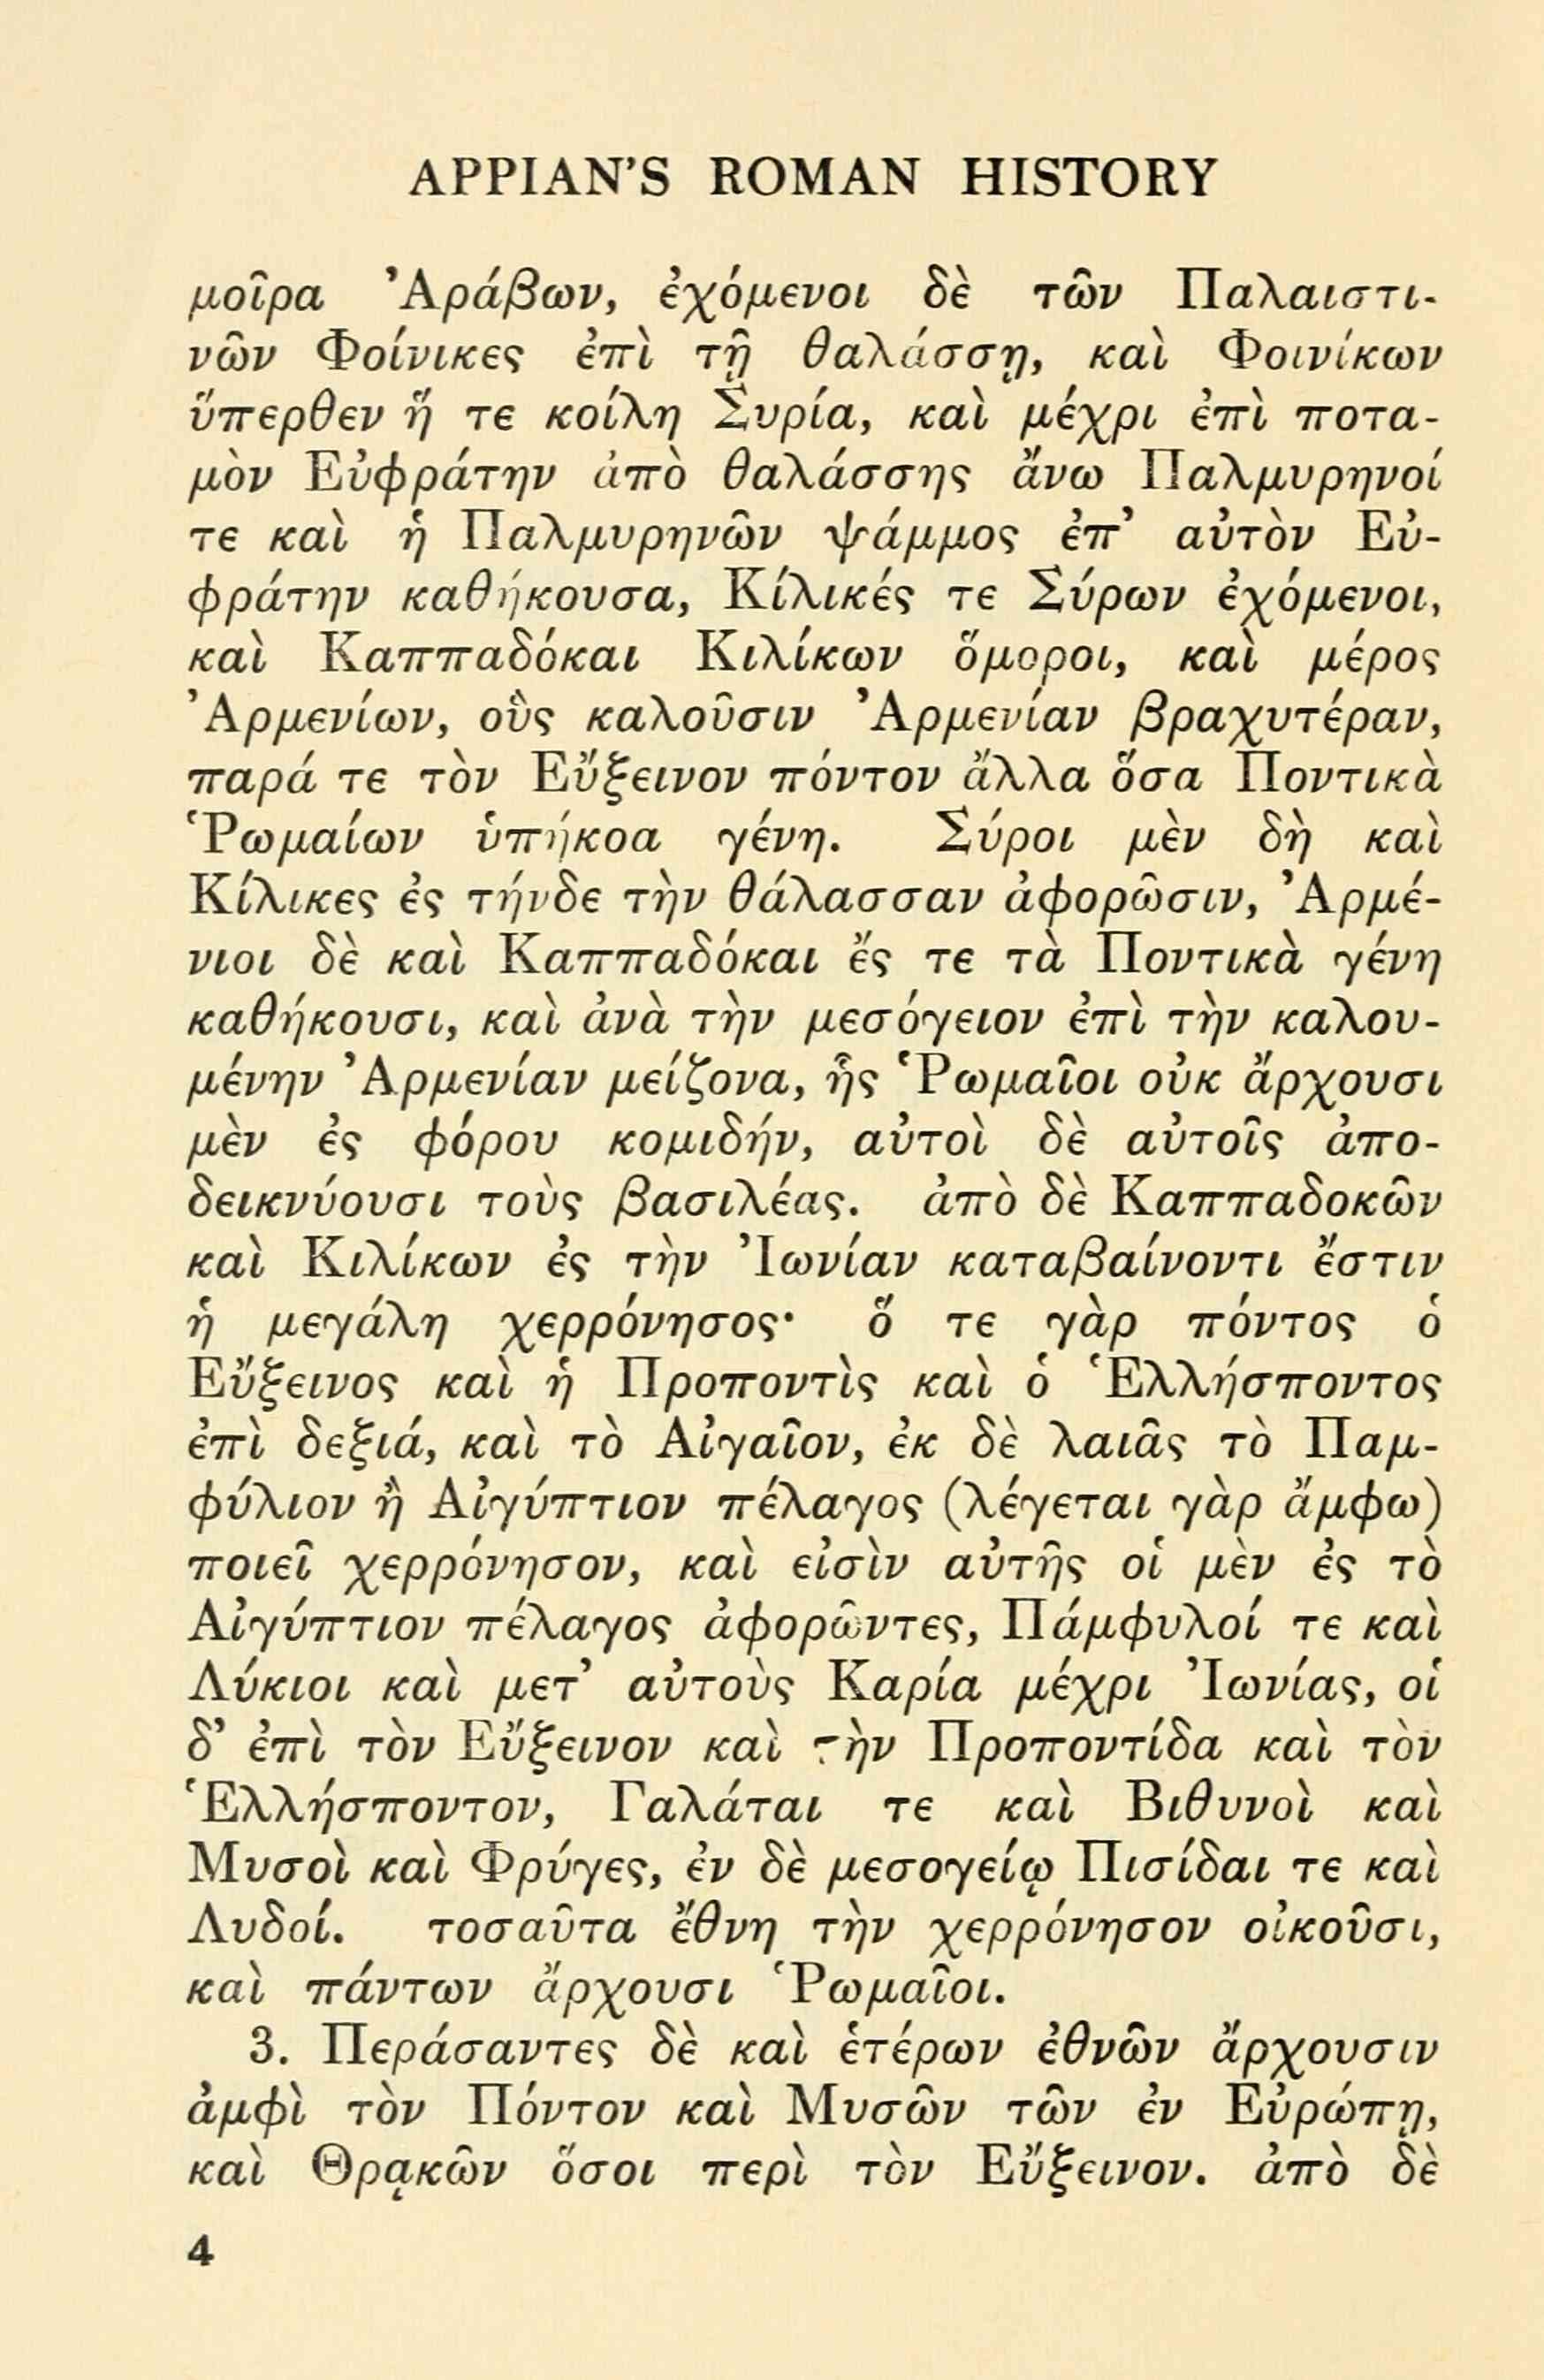 APPIAN'S ROMAN HISTORY
μοῖρα Ἀράβων, ἐχόμενοι δὲ τῶν Παλαιστι-
νῶν Φοίνικες ἐπὶ τῇ θαλάσσῃ, καὶ Φοινίκων
ὕπερθεν ἥ τε κοίλη Συρία, καὶ μέχρι ἐπὶ ποτα-
μὸν Εὐφράτην ἀπὸ θαλάσσης ἄνω Παλμυρηνοί
τε καὶ ἡ Παλμυρηνῶν ψάμμος ἐπ’ αὐτὸν Εὐ-
φράτην καθήκουσα, Κίλικές τε Σύρων ἐχόμενοι,
καὶ Καππαδόκαι Κιλίκων ὅμοροι, καὶ μέρος
Ἀρμενίων, οὓς καλοῦσιν Ἀρμενίαν βραχυτέραν,
παρά τε τὸν Εὔξεινον πόντον ἄλλα ὅσα Ποντικὰ
Ῥωμαίων ὑπήκοα γένη. Σύροι μὲν δὴ καὶ
Κίλικες ἐς τήνδε τὴν θάλασσαν ἀφορῶσιν, Ἀρμέ-
νιοι δὲ καὶ Καππαδόκαι ἔς τε τὰ Ποντικὰ γένη
καθήκουσι, καὶ ἀνὰ τὴν μεσόγειον ἐπὶ τὴν καλου-
μένην Ἀρμενίαν μείζονα, ἧς Ῥωμαῖοι οὐκ ἄρχουσι
μὲν ἐς φόρου κομιδήν, αὐτοὶ δὲ αὐτοῖς ἀπο-
δεικνύουσι τοὺς βασιλέας. ἀπὸ δὲ Καππαδοκῶν
καὶ Κιλίκων ἐς τὴν Ἰωνίαν καταβαίνοντι ἔστιν
ἡ μεγάλη χερρόνησος· ὅ τε γὰρ πόντος ὁ
Εὔξεινος καὶ ἡ Προποντὶς καὶ ὁ Ἑλλήσποντος
ἐπὶ δεξιά, καὶ τὸ Αἰγαῖον, ἐκ δὲ λαιᾶς τὸ Παμ-
φύλιον ἢ Αἰγύπτιον πέλαγος (λέγεται γὰρ ἄμφω)
ποιεῖ χερρόνησον, καὶ εἰσὶν αὐτῆς οἱ μὲν ἐς τὸ
Αἰγύπτιον πέλαγος ἀφορῶντες, Πάμφυλοί τε καὶ
Λύκιοι καὶ μετ’ αὐτοὺς Καρία μέχρι Ἰωνίας, οἱ
δ’ ἐπὶ τὸν Εὔξεινον καὶ τὴν Προποντίδα καὶ τὸν
Ἑλλήσποντον, Γαλάται τε καὶ Βιθυνοὶ καὶ
Μυσοὶ καὶ Φρύγες, ἐν δὲ μεσογείῳ Πισίδαι τε καὶ
Λυδοί. τοσαῦτα ἔθνη τὴν χερρόνησον οἰκοῦσι,
καὶ πάντων ἄρχουσι Ῥωμαῖοι.
3. Περάσαντες δὲ καὶ ἑτέρων ἐθνῶν ἄρχουσιν
ἀμφὶ τὸν Πόντον καὶ Μυσῶν τῶν ἐν Εὐρώπῃ,
καὶ Θρᾳκῶν ὅσοι περὶ τὸν Εὔξεινον. ἀπὸ δὲ
4